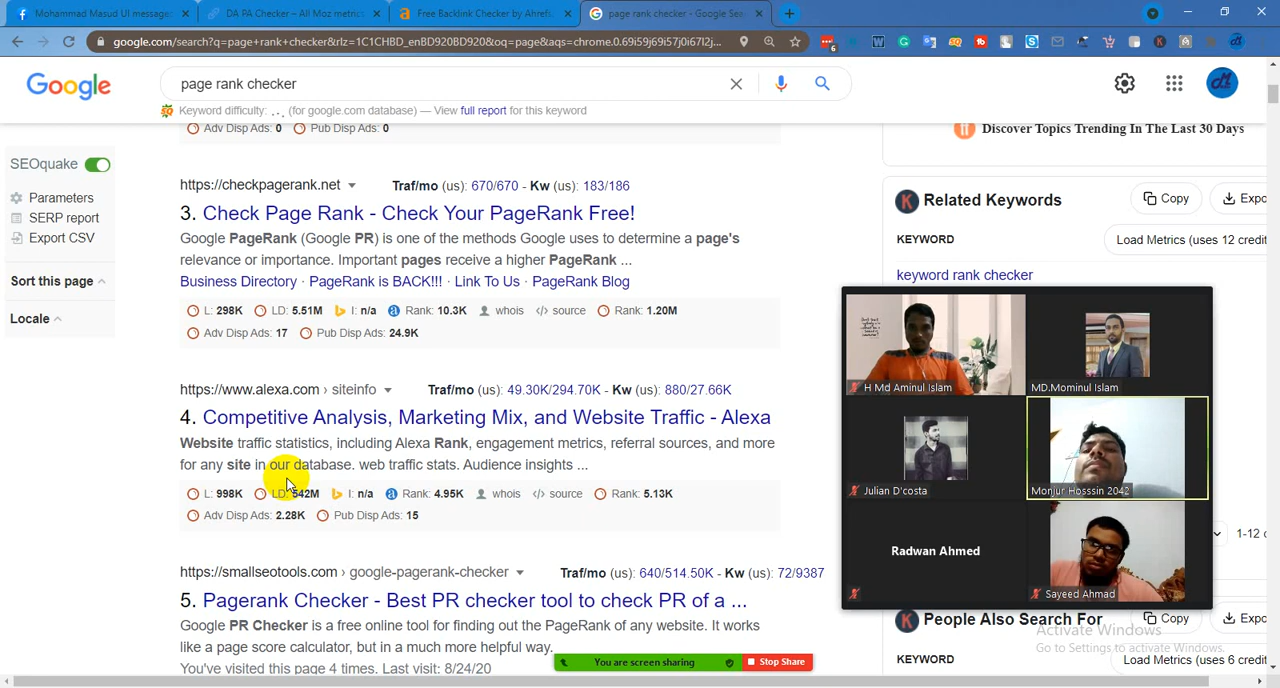 Mohammad Masud Ul message
DA PA Checker – All Moz metrics
Free Backlink Checker by Ahrefs
page rank checker - Google Sea
google.com/search?q=page+rank+checker&rlz=1C1CHBD_enBD920BD920&oq=page&aqs=chrome.0.69i59j69i57j0i67l2j...
Google
page rank checker
Keyword difficulty: . . . (for google.com database) — View full report for this keyword
Adv Disp Ads: 0 Pub Disp Ads: 0
Discover Topics Trending In The Last 30 Days
SEOquake
Parameters
SERP report
Export CSV
Sort this page
Locale
https://checkpagerank.net Traf/mo (us): 670/670 - Kw (us): 183/186
3. Check Page Rank - Check Your PageRank Free!
Google PageRank (Google PR) is one of the methods Google uses to determine a page's
relevance or importance. Important pages receive a higher PageRank ...
Business Directory · PageRank is BACK!!! · Link To Us · PageRank Blog
L: 298K LD: 5.51M I: n/a Rank: 10.3K whois </> source Rank: 1.20M
Adv Disp Ads: 17 Pub Disp Ads: 24.9K
https://www.alexa.com › siteinfo Traf/mo (us): 49.30K/294.70K - Kw (us): 880/27.66K
4. Competitive Analysis, Marketing Mix, and Website Traffic - Alexa
Website traffic statistics, including Alexa Rank, engagement metrics, referral sources, and more
for any site in our database. web traffic stats. Audience insights ...
L: 998K LD: 542M I: n/a Rank: 4.95K whois </> source Rank: 5.13K
Adv Disp Ads: 2.28K Pub Disp Ads: 15
https://smallseotools.com › google-pagerank-checker Traf/mo (us): 640/514.50K - Kw (us): 72/9387
5. Pagerank Checker - Best PR checker tool to check PR of a ...
Google PR Checker is a free online tool for finding out the PageRank of any website. It works
like a page score calculator, but in a much more helpful way.
You've visited this page 4 times. Last visit: 8/24/20
You are screen sharing
Stop Share
Related Keywords
Copy
Expo
KEYWORD
Load Metrics (uses 12 credit
keyword rank checker
H Md Aminul Islam
MD.Mominul Islam
Julian D'costa
Monjur Hosssin 2042
Radwan Ahmed
Sayeed Ahmad
1-12 o
People Also Search For
Copy
Expo
KEYWORD
Load Metrics (uses 6 credit
Activate Windows
Go to Settings to activate Windows.